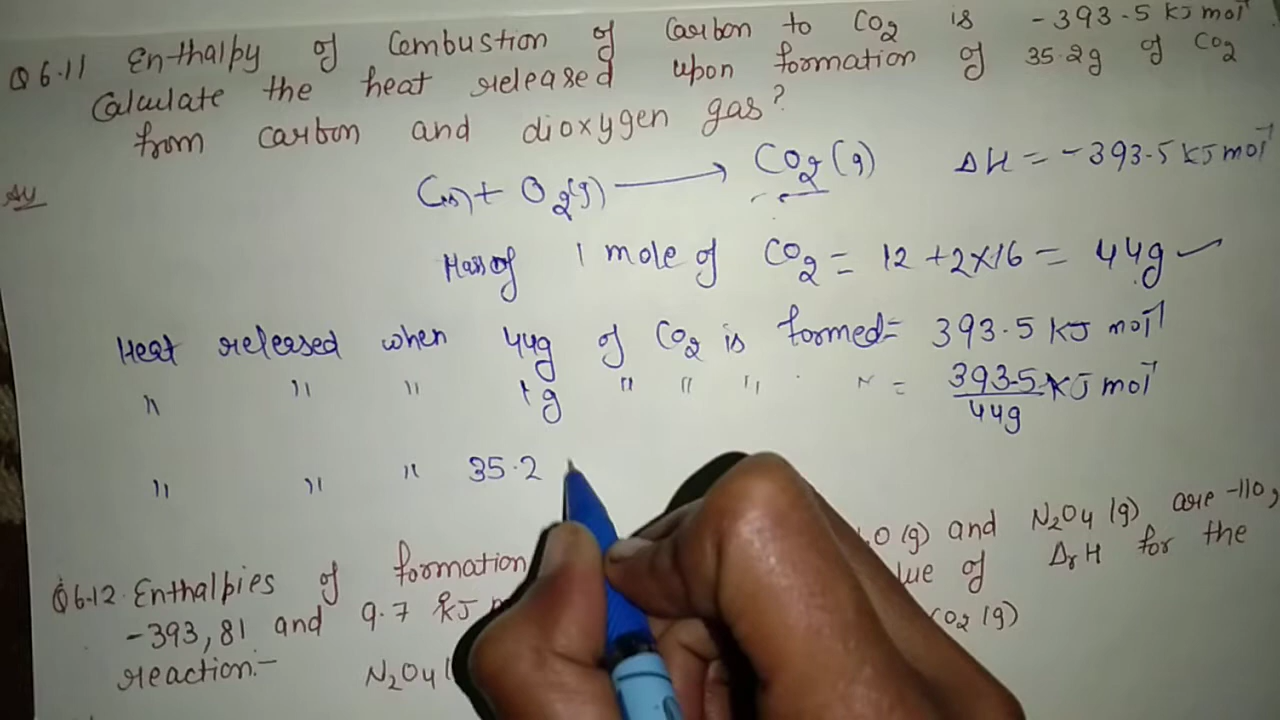 Q 6.11 Enthalpy of Combustion of Carbon to CO₂ is -393.5 kJ mol⁻
Calculate the heat released upon formation of 35.2g of CO₂
from carbon and dioxygen gas?
C(s) + O₂(g) ⟶ CO₂(g) ΔH = -393.5 kJ mol⁻¹
Mass of 1 mole of CO₂ = 12 + 2×16 = 44g
Heat released when 44g of CO₂ is formed = 393.5 kJ mol⁻¹
〃 〃 〃 1g 〃 〃 〃 〃 = 393.5/44g kJ mol⁻¹
〃 〃 〃 35.2
Q6.12. Enthalpies of formation O(g) and N₂O₄(g) are -110,
-393, 81 and 9.7 kJ lue of ΔrH for the
reaction:- N₂O₄( CO₂(g)